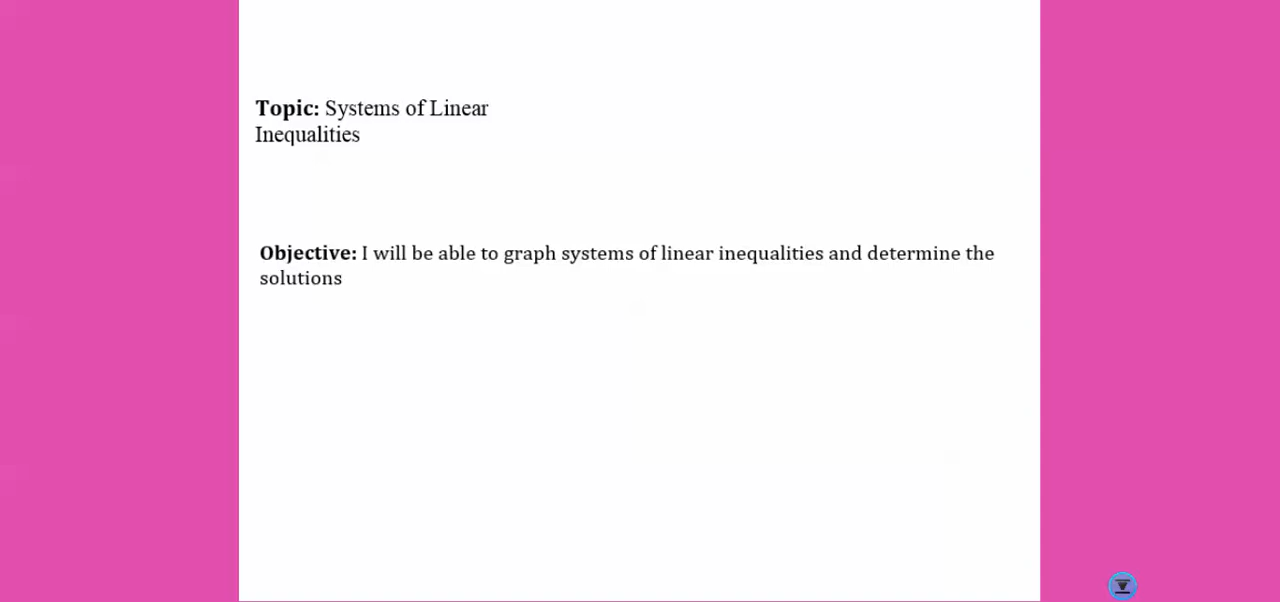 Topic: Systems of Linear
Inequalities
Objective: I will be able to graph systems of linear inequalities and determine the
solutions